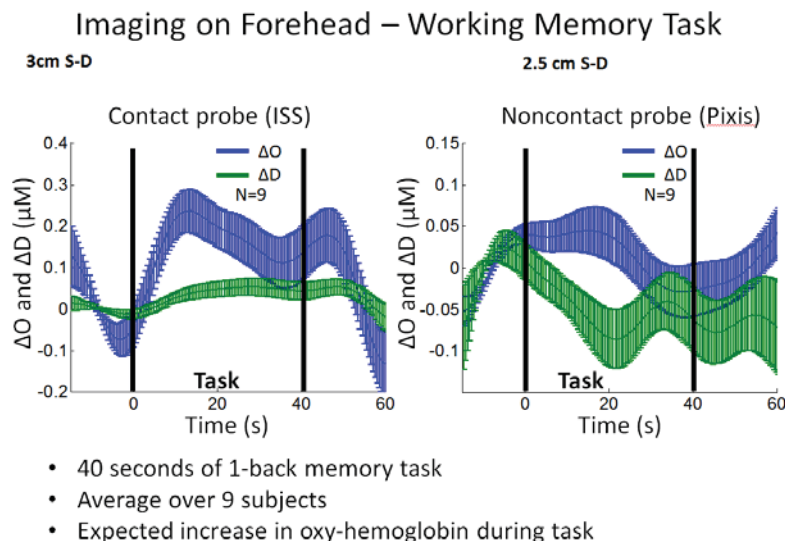 Imaging on Forehead – Working Memory Task
3cm S-D
2.5 cm S-D
Contact probe (ISS)
Noncontact probe (Pixis)
ΔO and ΔD (μM)
0.4
0.3
0.2
0.1
0
-0.1
-0.2
ΔO
ΔD
N=9
Task
0
20
40
60
Time (s)
ΔO and ΔD (μM)
0.15
0.1
0.05
0
-0.05
-0.1
ΔO
ΔD
N=9
Task
0
20
40
60
Time (s)
• 40 seconds of 1-back memory task
• Average over 9 subjects
• Expected increase in oxy-hemoglobin during task